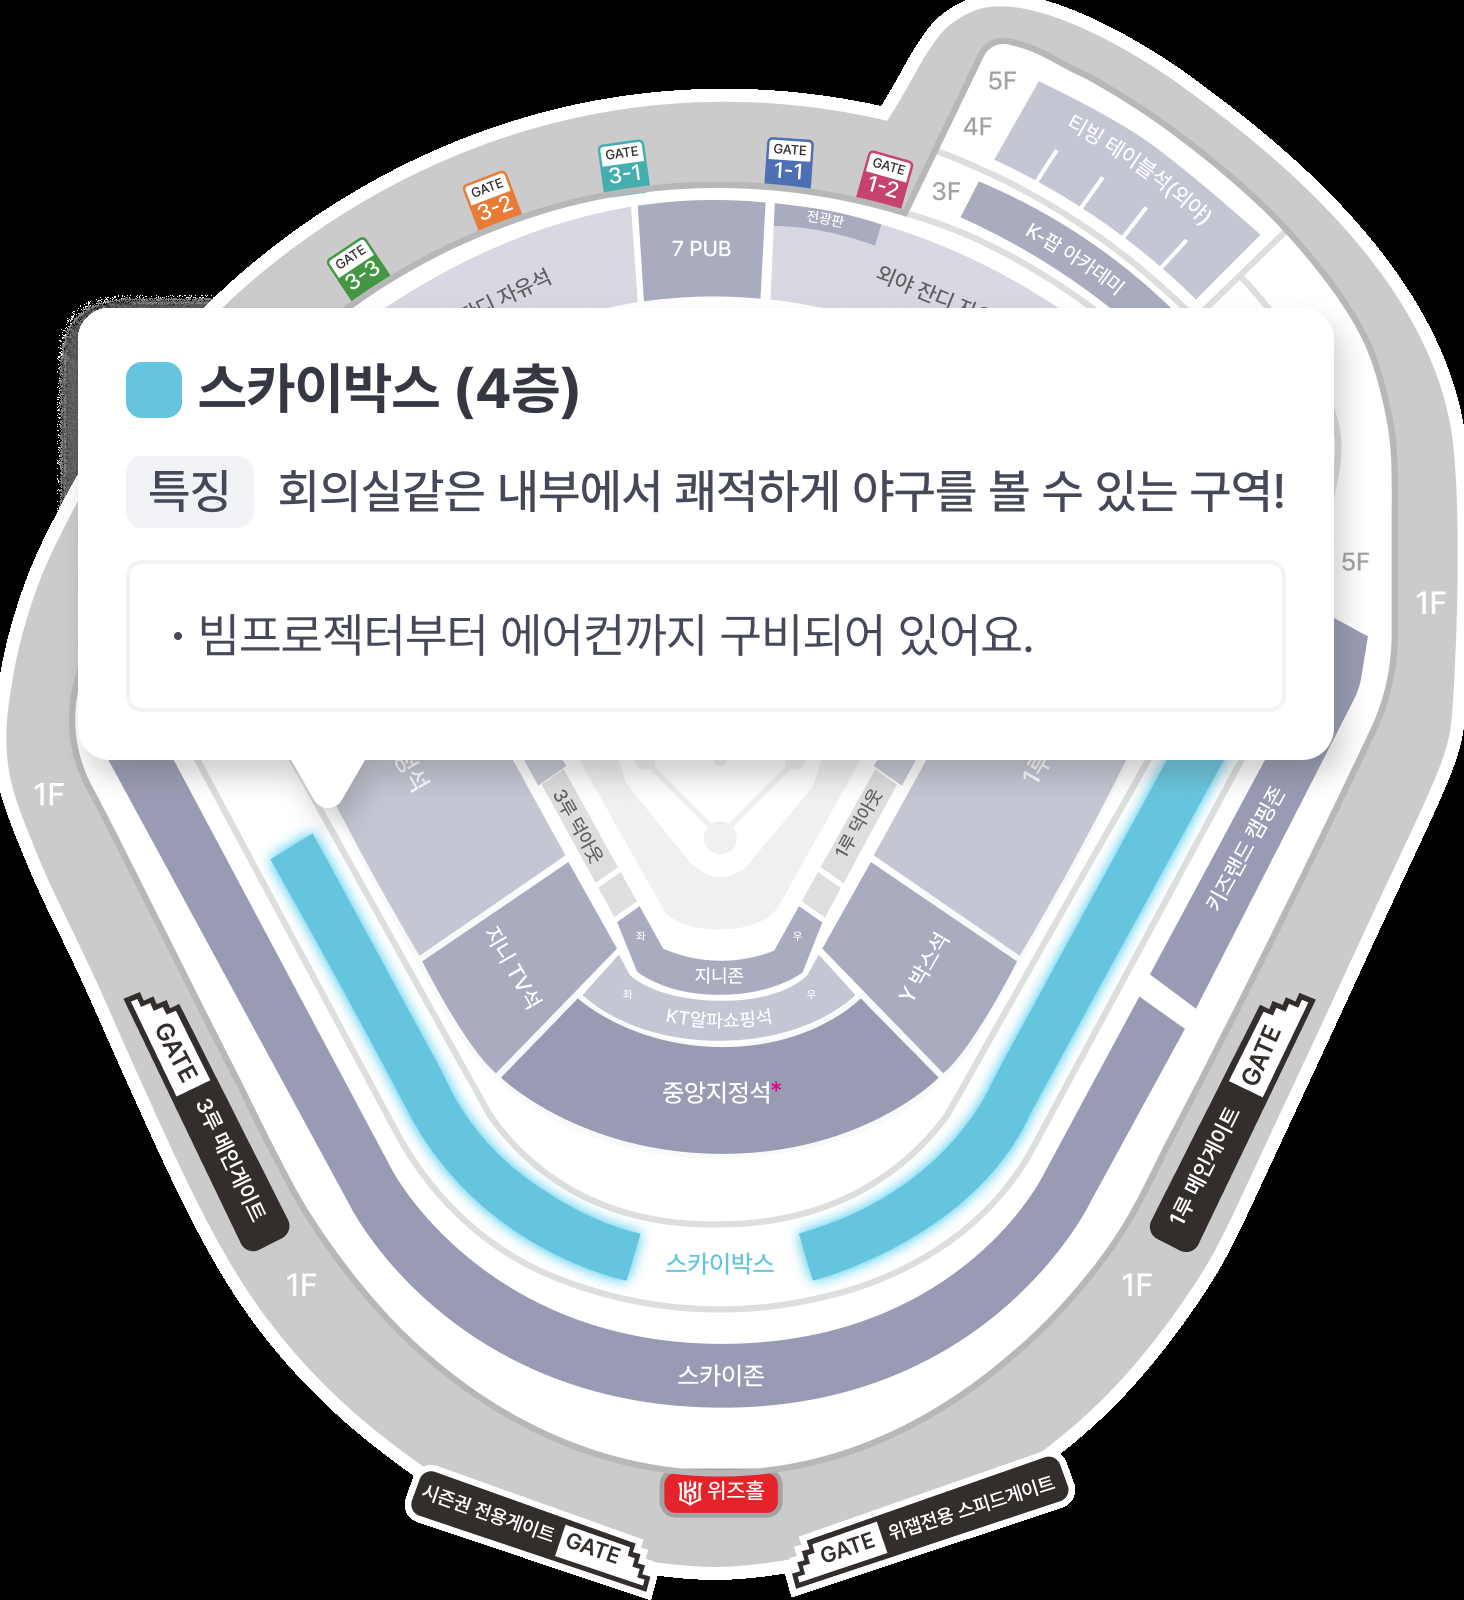 5F
4F
티빙 테이블석(외야)
3F
K-팝 아카데미
GATE
3-1
GATE
1-1
GATE
1-2
GATE
3-2
GATE
3-3
전광판
7 PUB
잔디 자유석
외야 잔디
스카이박스 (4층)
특징 회의실같은 내부에서 쾌적하게 야구를 볼 수 있는 구역!
• 빔프로젝터부터 에어컨까지 구비되어 있어요.
5F
1F
1F
3루 덕아웃
1루 덕아웃
키즈랜드 캠핑존
지니 TV석
좌
우
지니존
Y 박스석
좌
우
KT알파쇼핑석
중앙지정석*
GATE
3루 메인게이트
GATE
1루 메인게이트
스카이박스
1F
1F
스카이존
위즈홀
시즌권 전용게이트 GATE
GATE 위잽전용 스피드게이트